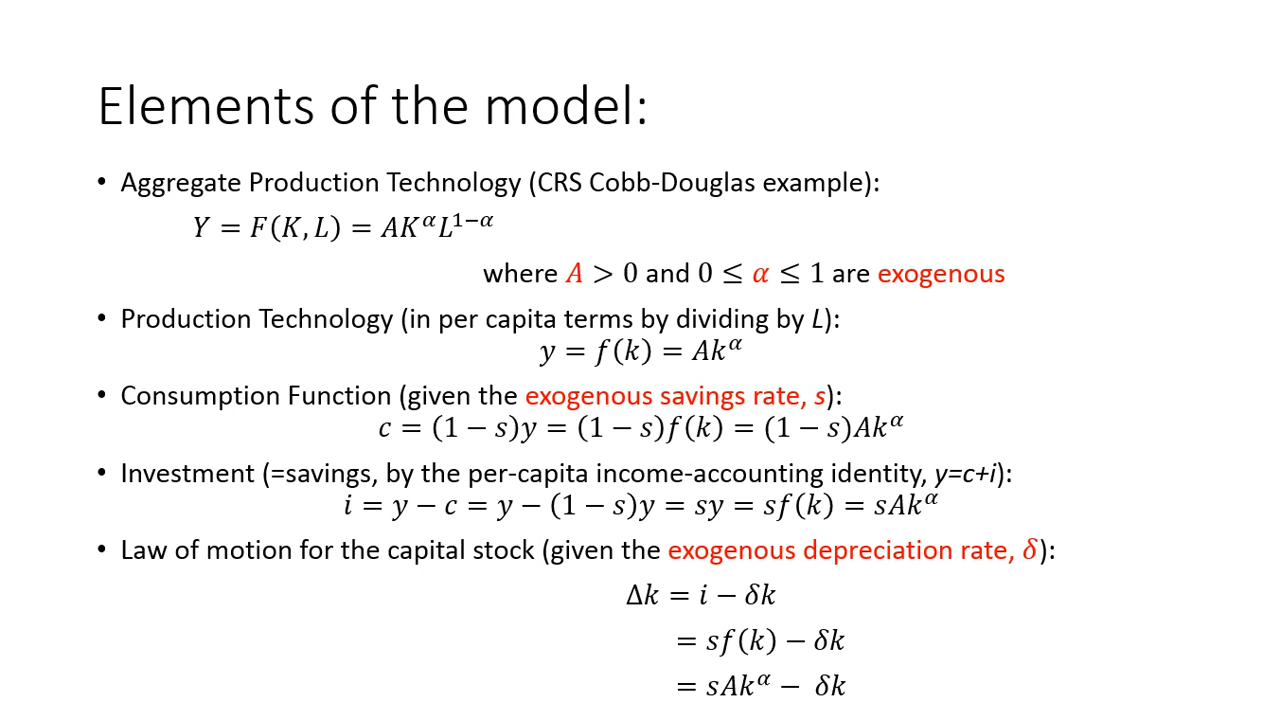 Elements of the model:
• Aggregate Production Technology (CRS Cobb-Douglas example):
Y = F(K, L) = AK^α L^{1−α}
where A > 0 and 0 ≤ α ≤ 1 are exogenous
• Production Technology (in per capita terms by dividing by L):
y = f(k) = Ak^α
• Consumption Function (given the exogenous savings rate, s):
c = (1 − s)y = (1 − s)f(k) = (1 − s)Ak^α
• Investment (=savings, by the per-capita income-accounting identity, y=c+i):
i = y − c = y − (1 − s)y = sy = sf(k) = sAk^α
• Law of motion for the capital stock (given the exogenous depreciation rate, δ):
Δk = i − δk
= sf(k) − δk
= sAk^α − δk